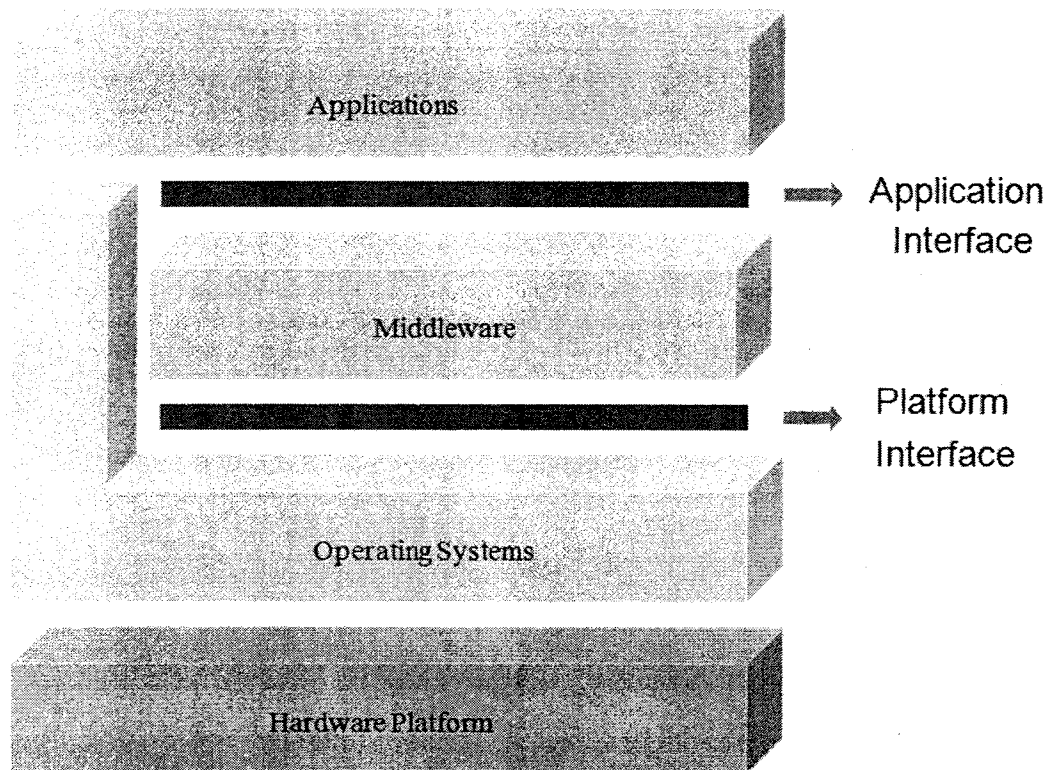 Applications
Application
Interface
Middleware
Platform
Interface
Operating Systems
Hardware Platform